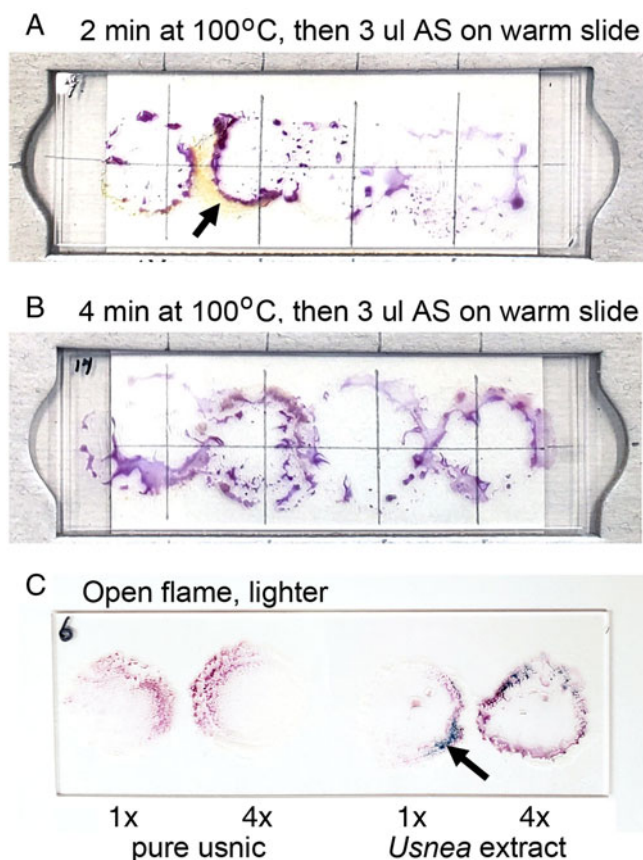 A 2 min at 100°C, then 3 ul AS on warm slide
B 4 min at 100°C, then 3 ul AS on warm slide
14
C Open flame, lighter
6
1x 4x 1x 4x
pure usnic Usnea extract